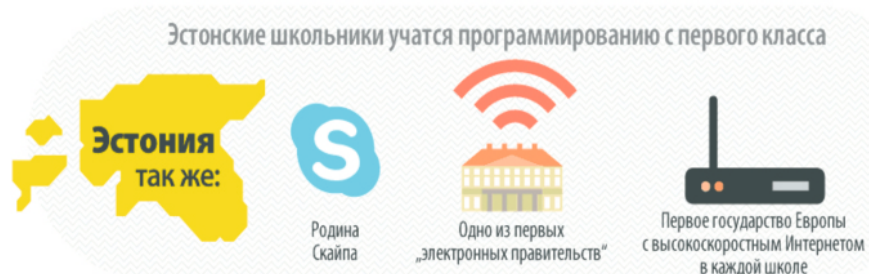 Эстонские школьники учатся программированию с первого класса
Эстония
так же:
S
Родина
Скайпа
Одно из первых
„электронных правительств“
Первое государство Европы
с высокоскоростным Интернетом
в каждой школе